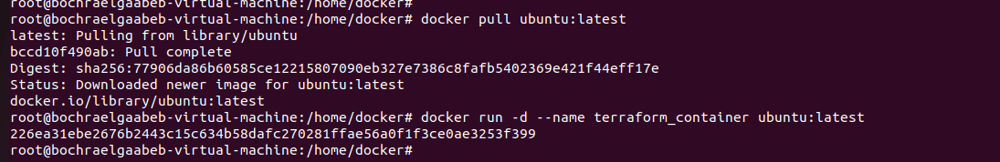 root@bochraelgaabeb-virtual-machine:/home/docker#
root@bochraelgaabeb-virtual-machine:/home/docker# docker pull ubuntu:latest
latest: Pulling from library/ubuntu
bccd10f490ab: Pull complete
Digest: sha256:77906da86b60585ce12215807090eb327e7386c8fafb5402369e421f44eff17e
Status: Downloaded newer image for ubuntu:latest
docker.io/library/ubuntu:latest
root@bochraelgaabeb-virtual-machine:/home/docker# docker run -d --name terraform_container ubuntu:latest
226ea31ebe2676b2443c15c634b58dafc270281ffae56a0f1f3ce0ae3253f399
root@bochraelgaabeb-virtual-machine:/home/docker#